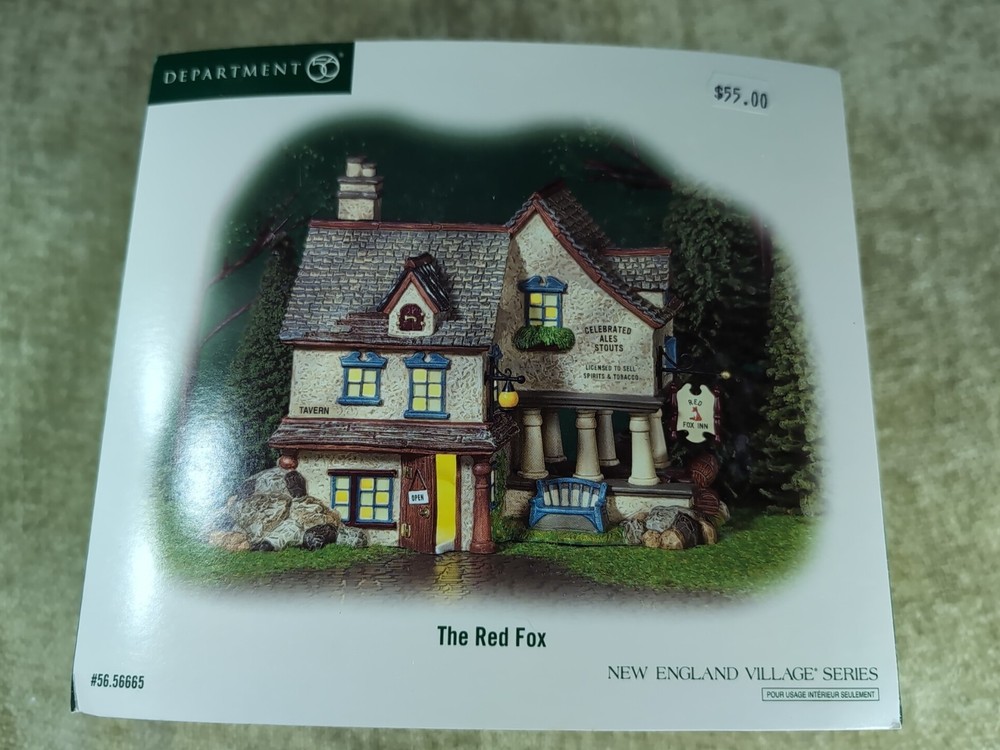 DEPARTMENT 56
$55.00
CELEBRATED
ALES
STOUTS
LICENSED TO SELL
SPIRITS & TOBACCO
TAVERN
RED
FOX INN
OPEN
The Red Fox
#56.56665
NEW ENGLAND VILLAGE® SERIES
POUR USAGE INTÉRIEUR SEULEMENT